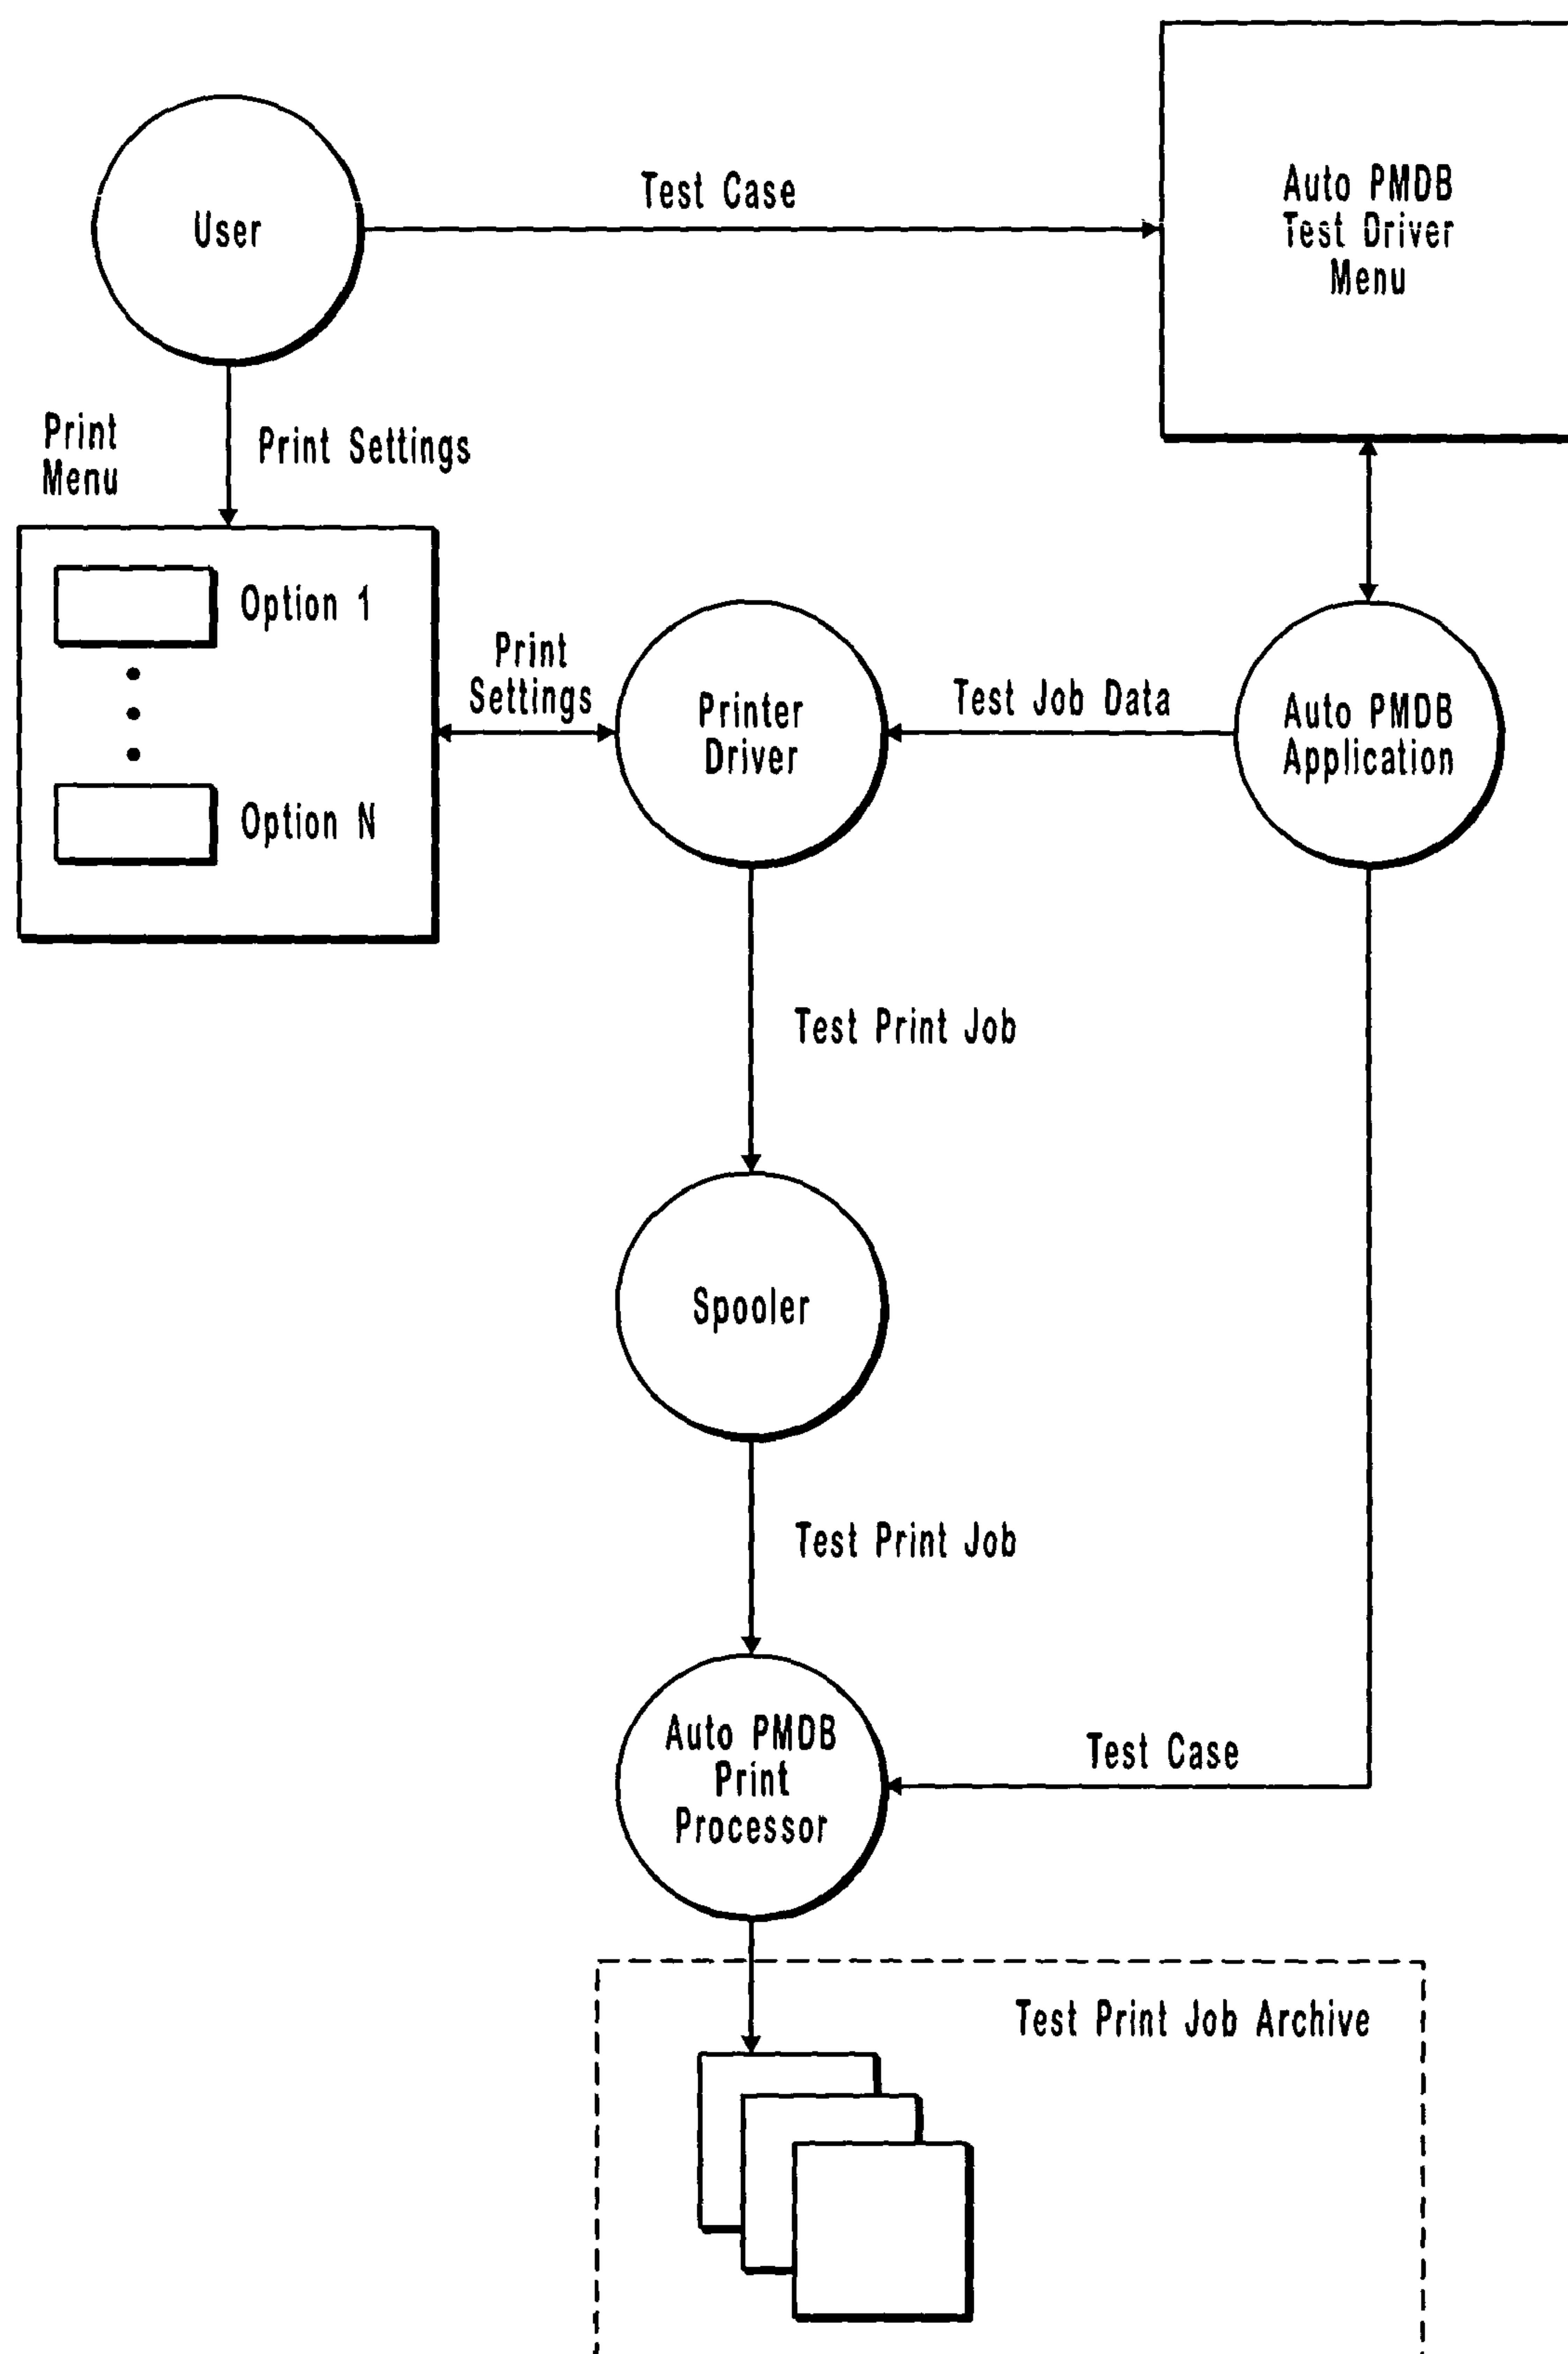 User
Test Case
Auto PMDB
Test Driver
Menu
Print
Menu
Print Settings
Option 1
Option N
Print
Settings
Printer
Driver
Test Job Data
Auto PMDB
Application
Test Print Job
Spooler
Test Print Job
Auto PMDB
Print
Processor
Test Case
Test Print Job Archive